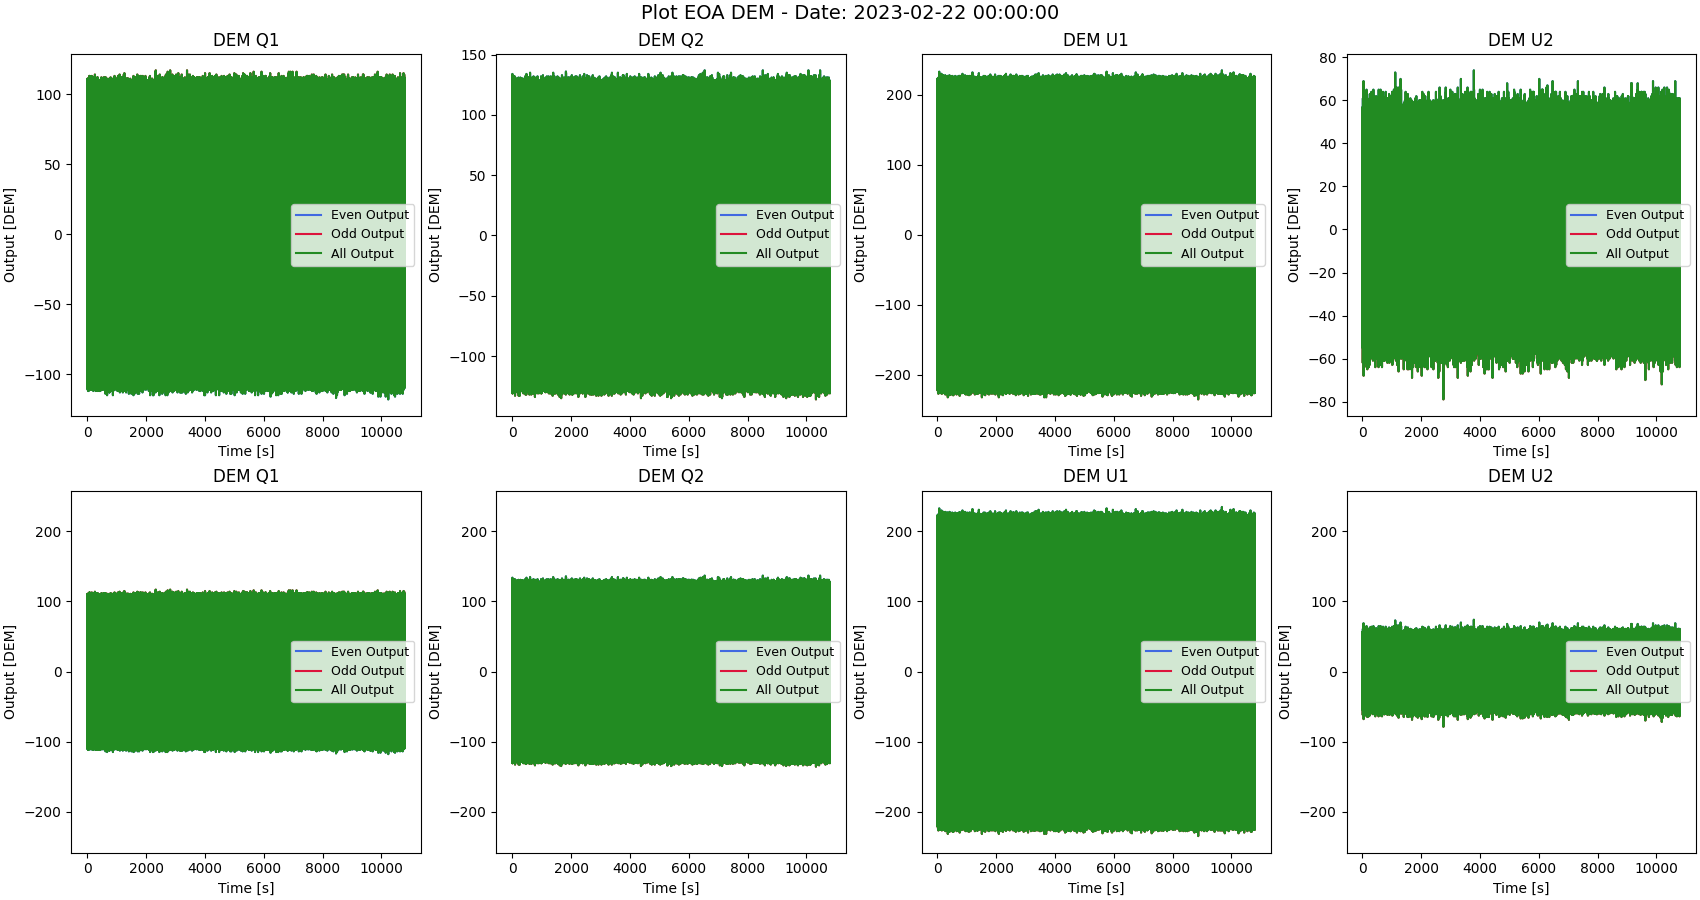 Plot EOA DEM - Date: 2023-02-22 00:00:00
DEM Q1
DEM Q2
DEM U1
DEM U2
Output [DEM]
100
50
0
−50
−100
Even Output
Odd Output
All Output
0 2000 4000 6000 8000 10000
Time [s]
Output [DEM]
150
100
50
0
−50
−100
Even Output
Odd Output
All Output
0 2000 4000 6000 8000 10000
Time [s]
Output [DEM]
200
100
0
−100
−200
Even Output
Odd Output
All Output
0 2000 4000 6000 8000 10000
Time [s]
Output [DEM]
80
60
40
20
0
−20
−40
−60
−80
Even Output
Odd Output
All Output
0 2000 4000 6000 8000 10000
Time [s]
DEM Q1
DEM Q2
DEM U1
DEM U2
Output [DEM]
200
100
0
−100
−200
Even Output
Odd Output
All Output
0 2000 4000 6000 8000 10000
Time [s]
Output [DEM]
200
100
0
−100
−200
Even Output
Odd Output
All Output
0 2000 4000 6000 8000 10000
Time [s]
Output [DEM]
200
100
0
−100
−200
Even Output
Odd Output
All Output
0 2000 4000 6000 8000 10000
Time [s]
Output [DEM]
200
100
0
−100
−200
Even Output
Odd Output
All Output
0 2000 4000 6000 8000 10000
Time [s]